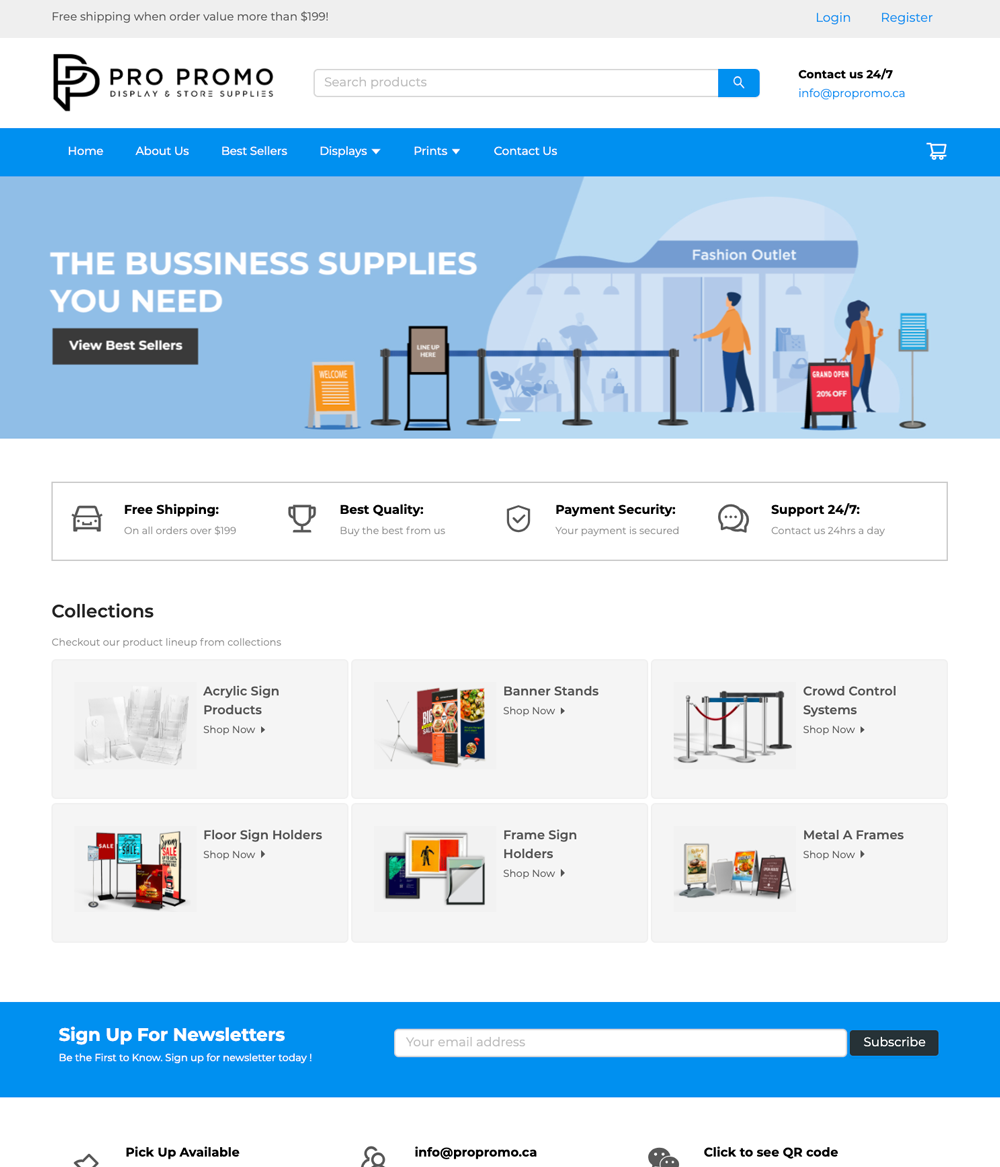 Free shipping when order value more than $199!
Login
Register
PRO PROMO
DISPLAY & STORE SUPPLIES
Search products
Contact us 24/7
info@propromo.ca
Home
About Us
Best Sellers
Displays
Prints
Contact Us
THE BUSSINESS SUPPLIES
YOU NEED
View Best Sellers
Fashion Outlet
LINE UP
HERE
WELCOME
GRAND OPEN
20% OFF
Free Shipping:
On all orders over $199
Best Quality:
Buy the best from us
Payment Security:
Your payment is secured
Support 24/7:
Contact us 24hrs a day
Collections
Checkout our product lineup from collections
Acrylic Sign
Products
Shop Now
Banner Stands
Shop Now
BIG
SALE
Crowd Control
Systems
Shop Now
Floor Sign Holders
Shop Now
SALE
SALE
SALE
Frame Sign
Holders
Shop Now
Metal A Frames
Shop Now
Sign Up For Newsletters
Be the First to Know. Sign up for newsletter today !
Your email address
Subscribe
Pick Up Available
info@propromo.ca
Click to see QR code